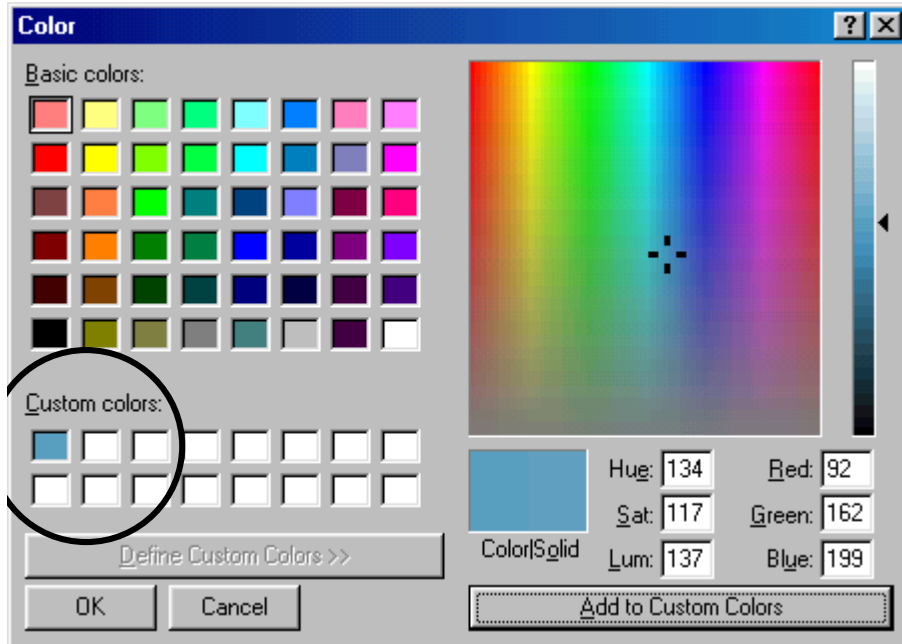 Color
Basic colors:
Custom colors:
Define Custom Colors >>
OK Cancel
Color|Solid
Hue: 134 Red: 92
Sat: 117 Green: 162
Lum: 137 Blue: 199
Add to Custom Colors